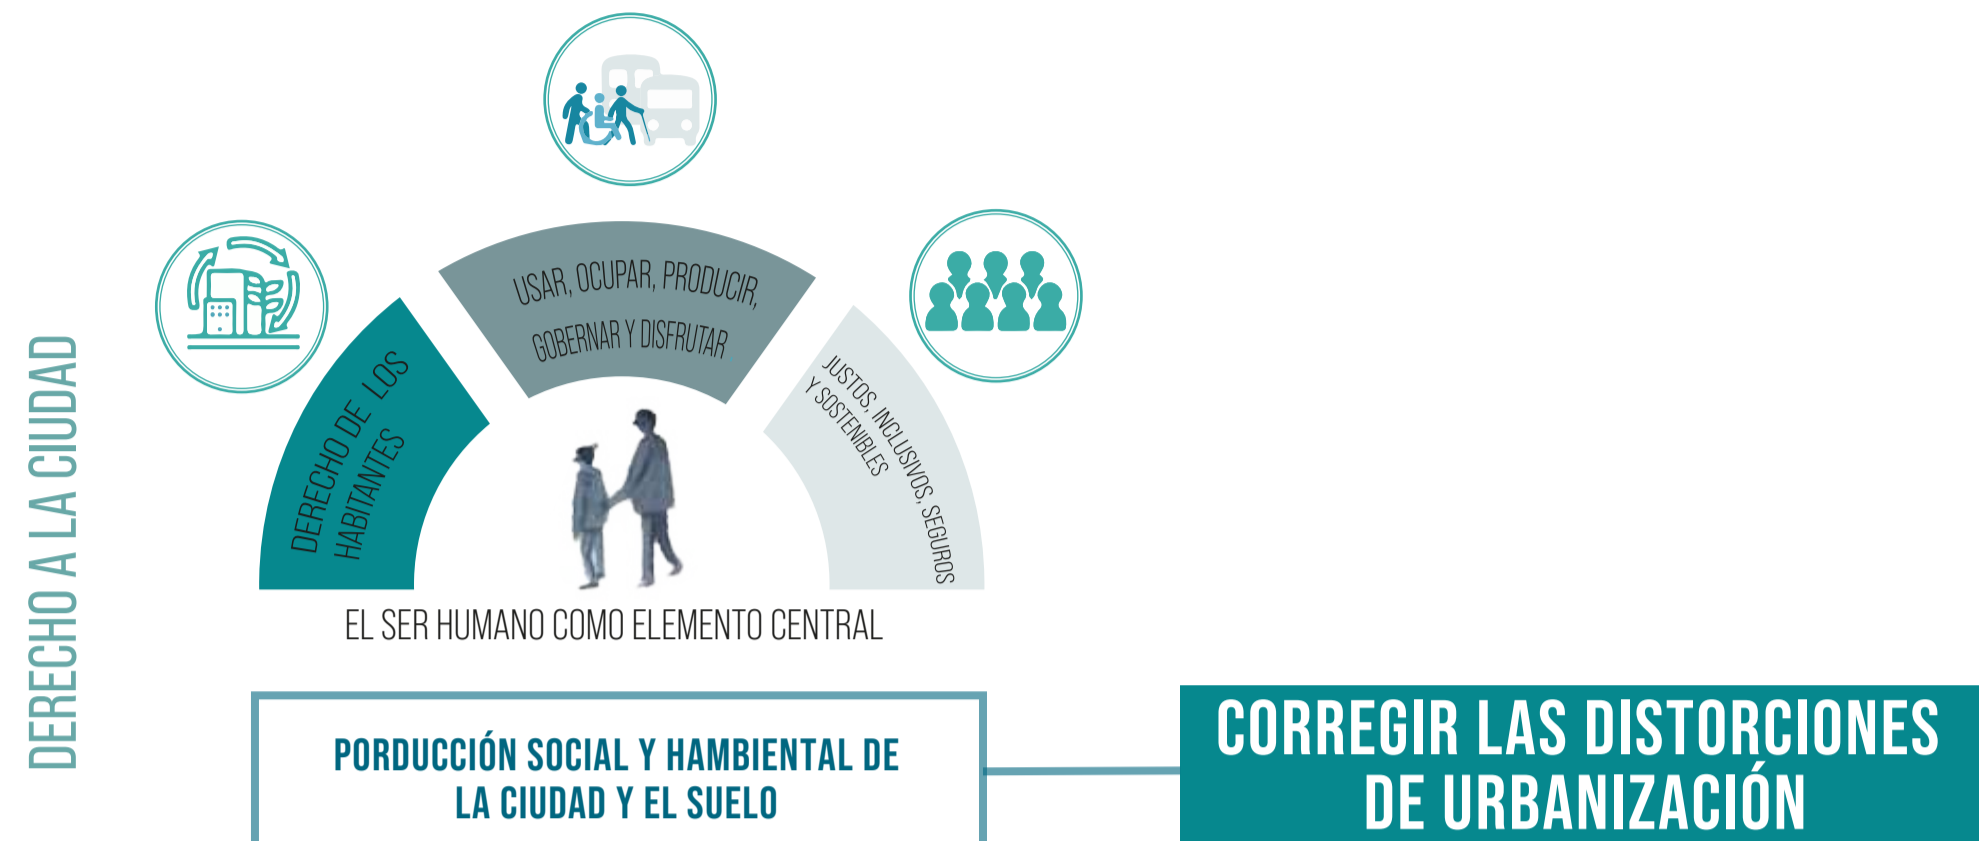 DERECHO A LA CIUDAD
USAR, OCUPAR, PRODUCIR,
GOBERNAR Y DISFRUTAR
DERECHO DE LOS
HABITANTES
JUSTOS, INCLUSIVOS, SEGUROS
Y SOSTENIBLES
EL SER HUMANO COMO ELEMENTO CENTRAL
PORDUCCIÓN SOCIAL Y HAMBIENTAL DE
LA CIUDAD Y EL SUELO
CORREGIR LAS DISTORCIONES
DE URBANIZACIÓN